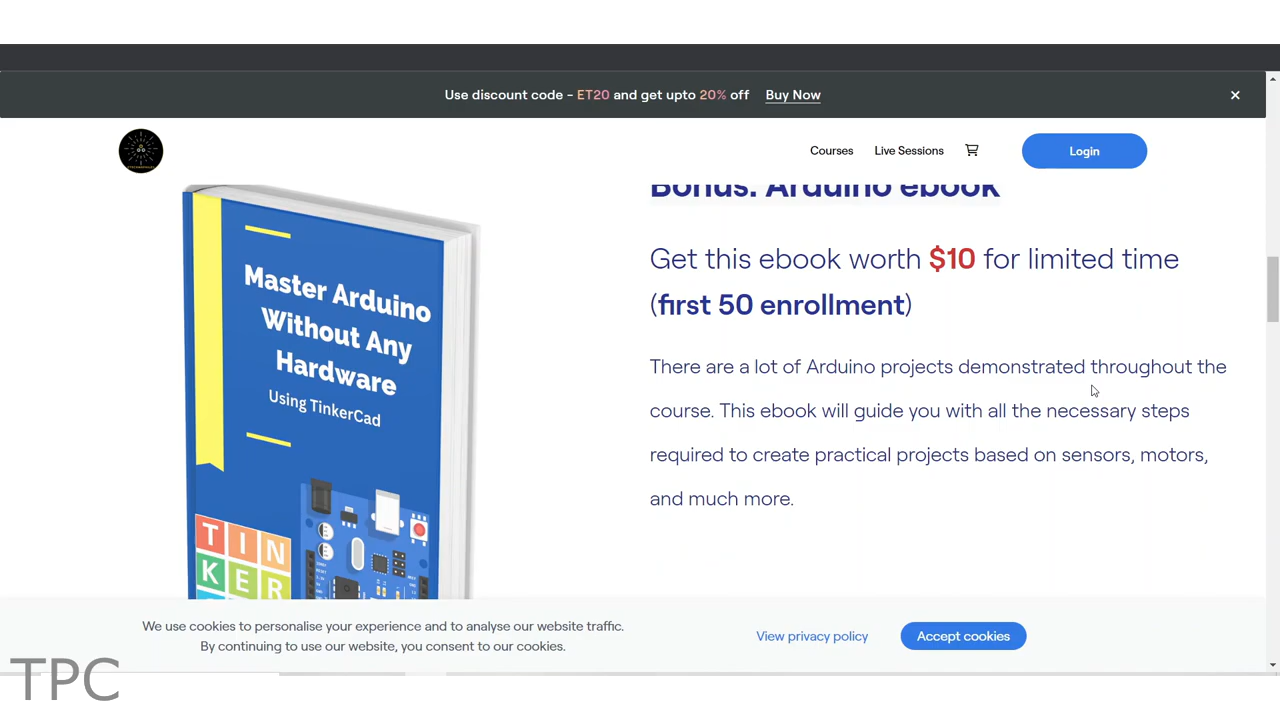 Use discount code - ET20 and get upto 20% off Buy Now
Courses
Live Sessions
Login
Bonus: Arduino ebook
Get this ebook worth $10 for limited time
(first 50 enrollment)
There are a lot of Arduino projects demonstrated throughout the
course. This ebook will guide you with all the necessary steps
required to create practical projects based on sensors, motors,
and much more.
Master Arduino
Without Any
Hardware
Using TinkerCad
TIN
KER
We use cookies to personalise your experience and to analyse our website traffic.
By continuing to use our website, you consent to our cookies.
View privacy policy
Accept cookies
TPC